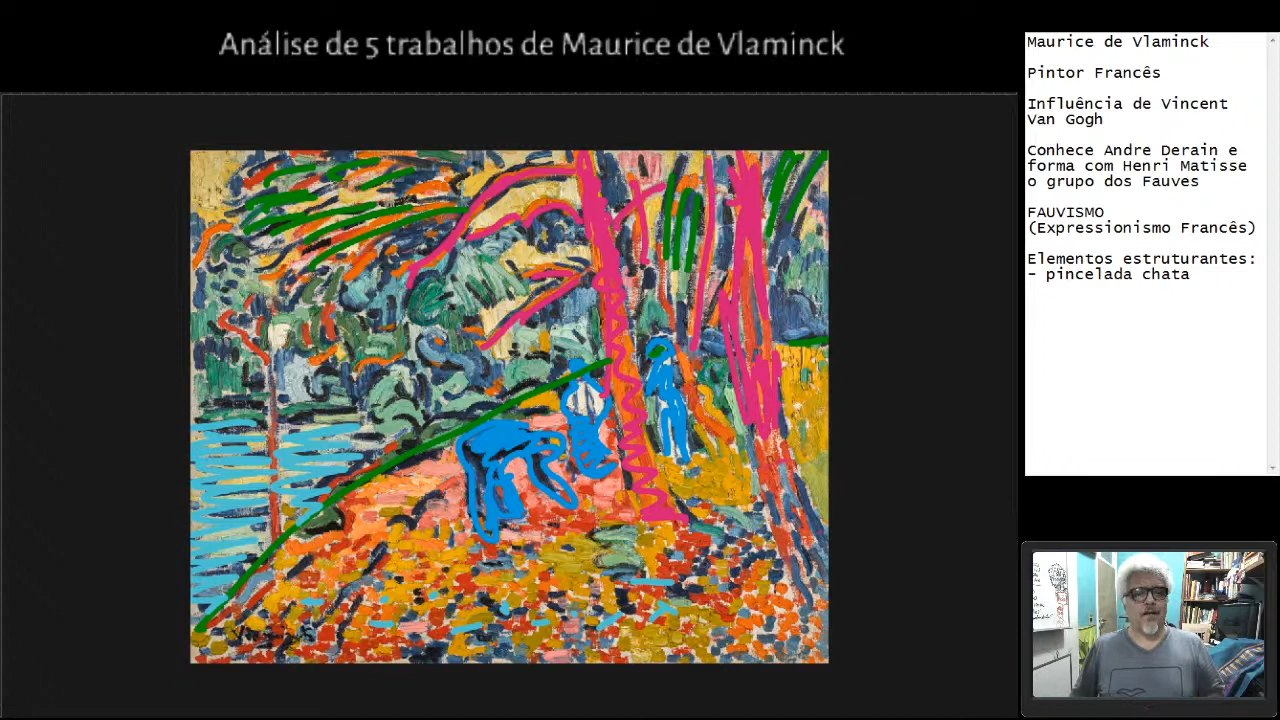 Análise de 5 trabalhos de Maurice de Vlaminck
Maurice de Vlaminck
Pintor Francês
Influência de Vincent
Van Gogh
Conhece Andre Derain e
forma com Henri Matisse
o grupo dos Fauves
FAUVISMO
(Expressionismo Francês)
Elementos estruturantes:
- pincelada chata